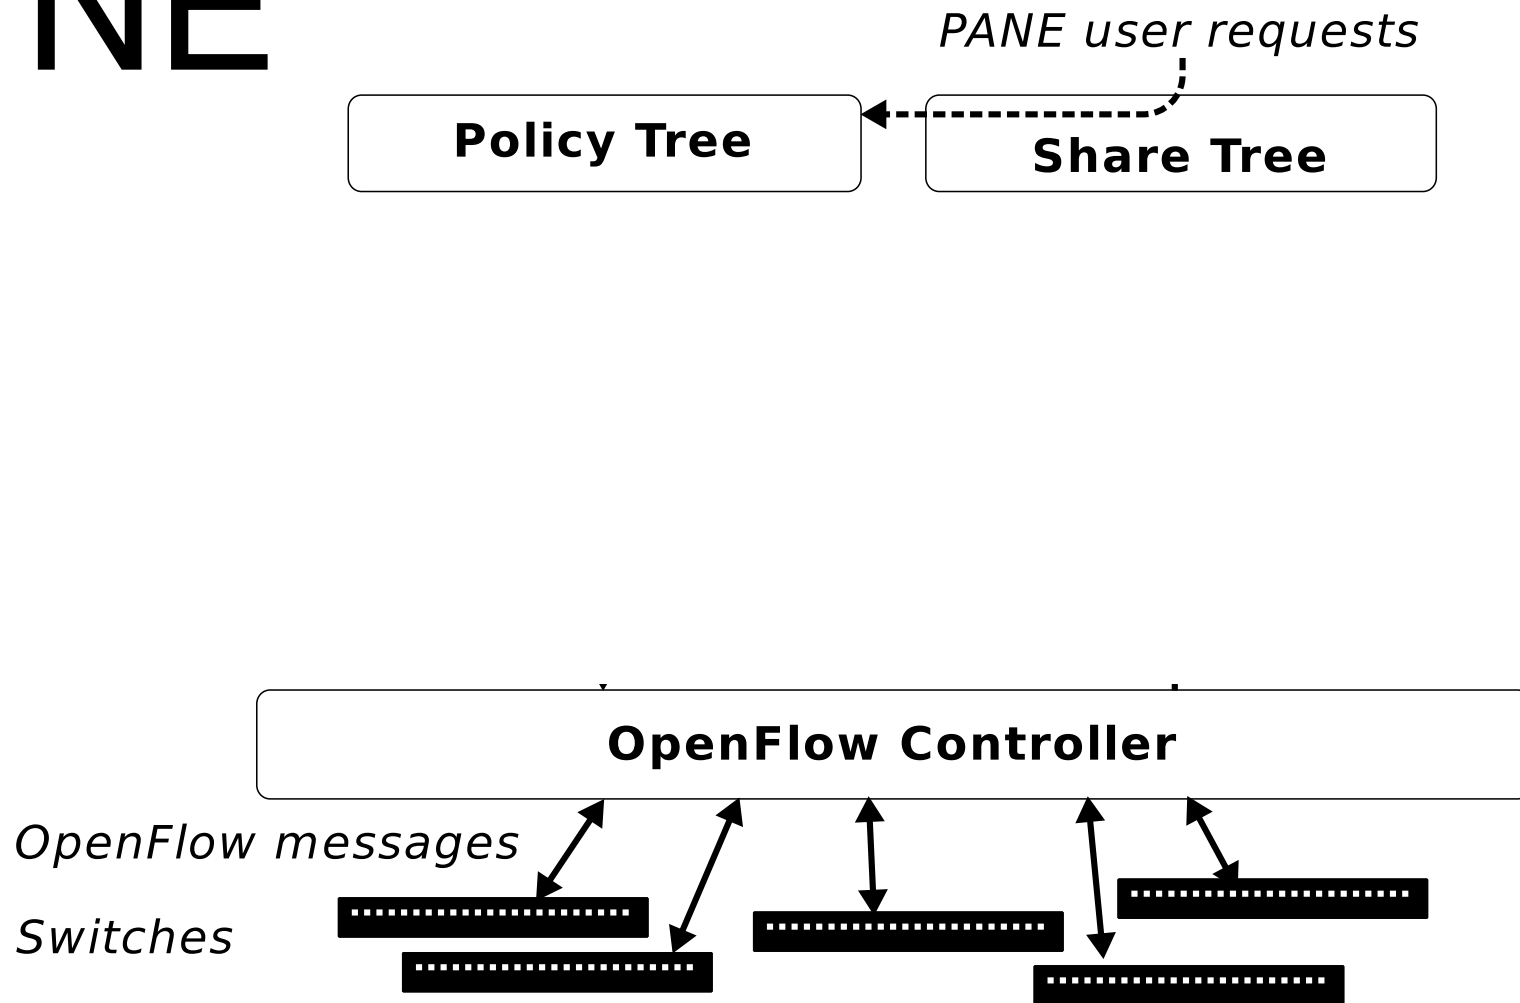 NE
PANE user requests
Policy Tree
Share Tree
OpenFlow Controller
OpenFlow messages
Switches